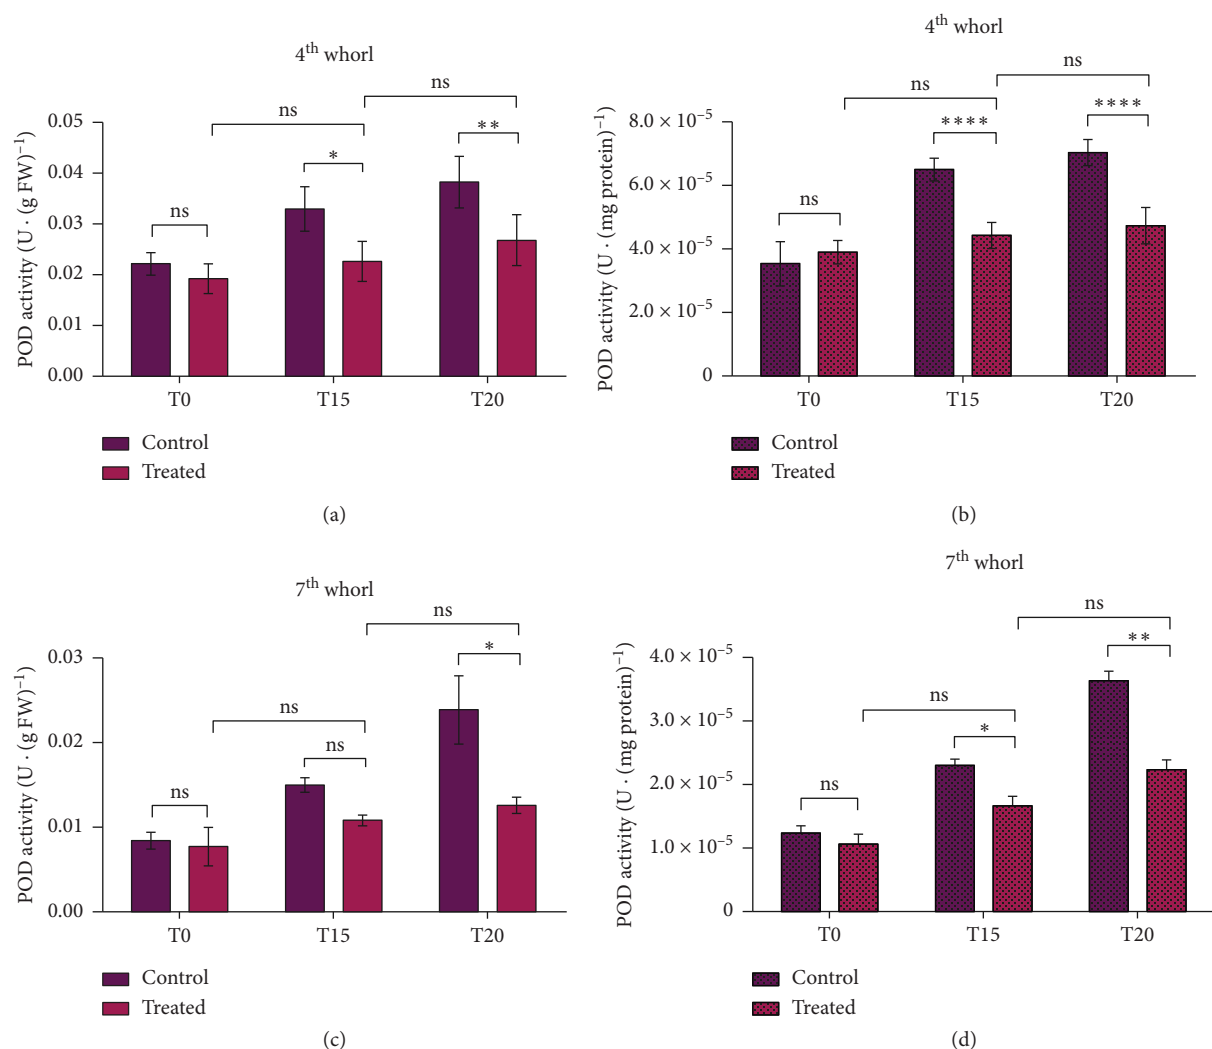 4th whorl
ns
ns
POD activity (U · (g FW)−1)
0.05
0.04
0.03
0.02
0.01
0.00
ns
*
**
T0
T15
T20
Control
Treated
(a)
4th whorl
ns
ns
POD activity (U · (mg protein)−1)
8.0 × 10−5
6.0 × 10−5
4.0 × 10−5
2.0 × 10−5
0
ns
****
****
T0
T15
T20
Control
Treated
(b)
7th whorl
ns
ns
POD activity (U · (g FW)−1)
0.03
0.02
0.01
0.00
ns
ns
*
T0
T15
T20
Control
Treated
(c)
7th whorl
ns
ns
POD activity (U · (mg protein)−1)
4.0 × 10−5
3.0 × 10−5
2.0 × 10−5
1.0 × 10−5
0
ns
*
**
T0
T15
T20
Control
Treated
(d)